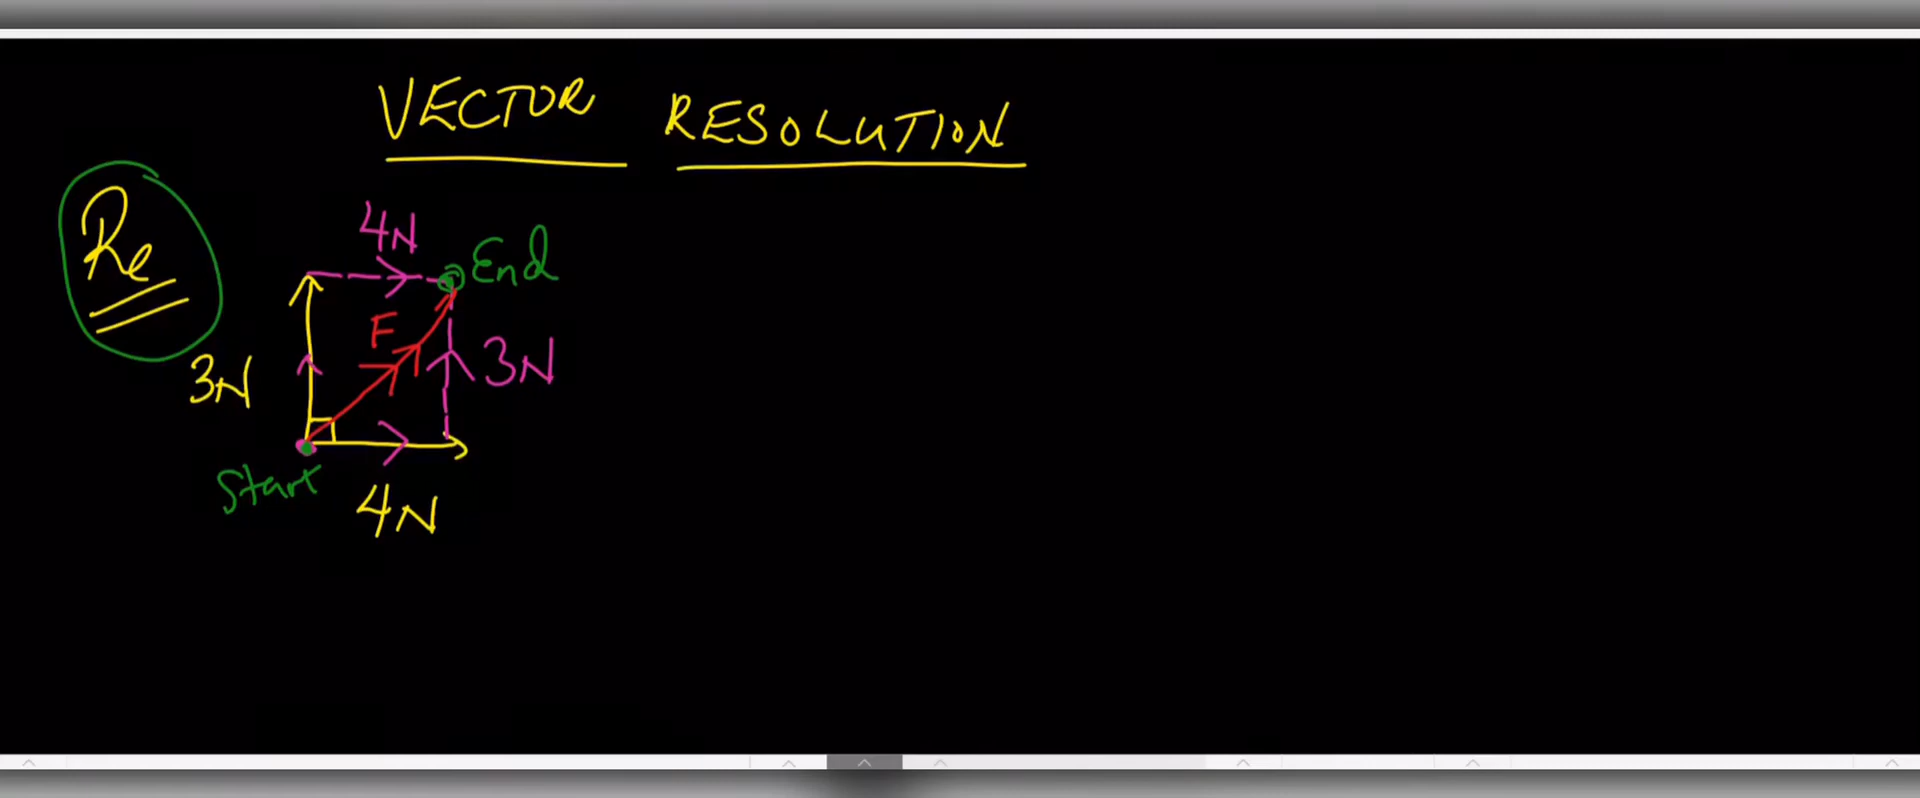 VECTOR RESOLUTION
Re
4N
End
F
3N
3N
Start
4N